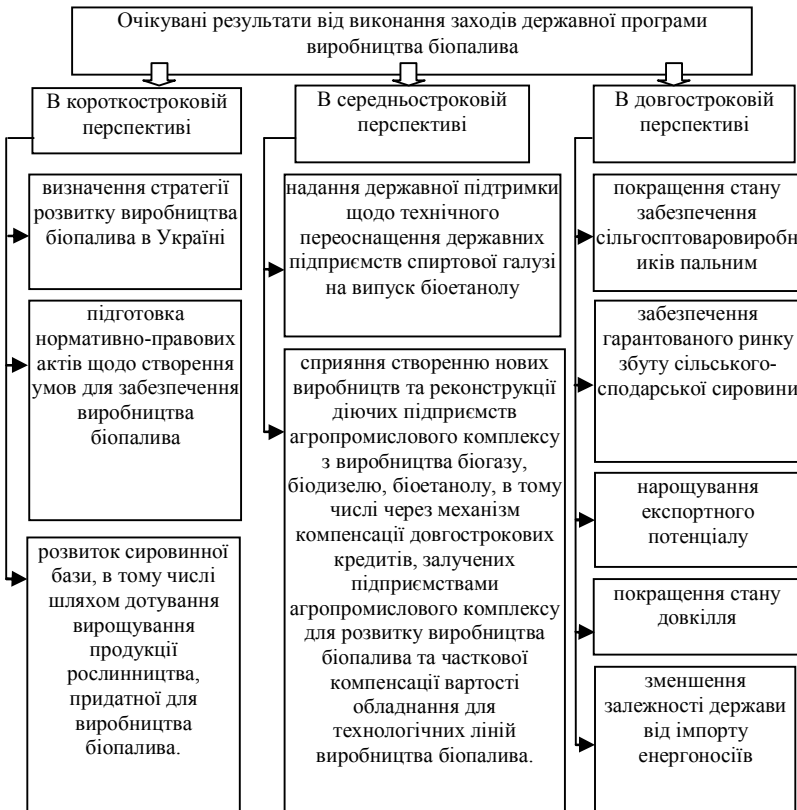 Очікувані результати від виконання заходів державної програми
виробництва біопалива
В короткостроковій
перспективі
визначення стратегії
розвитку виробництва
біопалива в Україні
підготовка
нормативно-правових
актів щодо створення
умов для забезпечення
виробництва
біопалива
розвиток сировинної
бази, в тому числі
шляхом дотування
вирощування
продукції
рослинництва,
придатної для
виробництва
біопалива.
В середньостроковій
перспективі
надання державної підтримки
щодо технічного
переоснащення державних
підприємств спиртової галузі
на випуск біоетанолу
сприяння створенню нових
виробництв та реконструкції
діючих підприємств
агропромислового комплексу
з виробництва біогазу,
біодизелю, біоетанолу, в тому
числі через механізм
компенсації довгострокових
кредитів, залучених
підприємствами
агропромислового комплексу
для розвитку виробництва
біопалива та часткової
компенсації вартості
обладнання для
технологічних ліній
виробництва біопалива.
В довгостроковій
перспективі
покращення стану
забезпечення
сільгосптоваровиробн
иків пальним
забезпечення
гарантованого ринку
збуту сільського-
сподарської сировини
нарощування
експортного
потенціалу
покращення стану
довкілля
зменшення
залежності держави
від імпорту
енергоносіїв